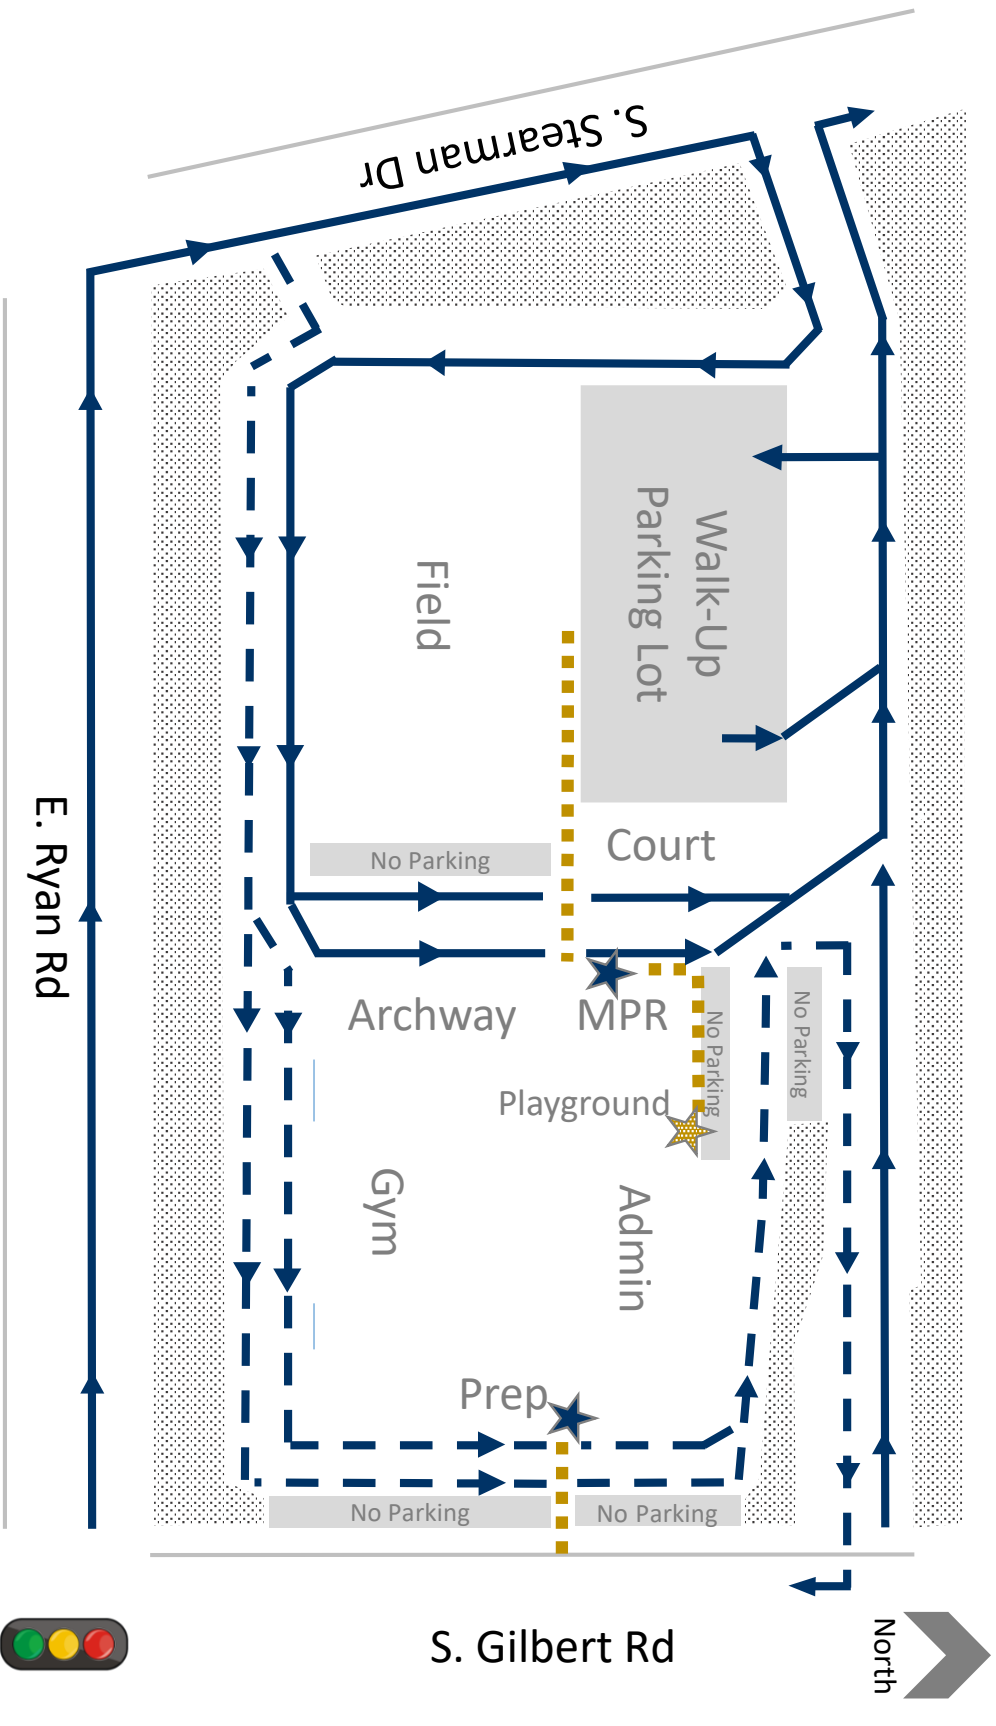 S. Stearman Dr
Walk-Up
Parking Lot
Field
E. Ryan Rd
Court
No Parking
Archway
MPR
No Parking
No Parking
Playground
Gym
Admin
Prep
No Parking
No Parking
S. Gilbert Rd
North